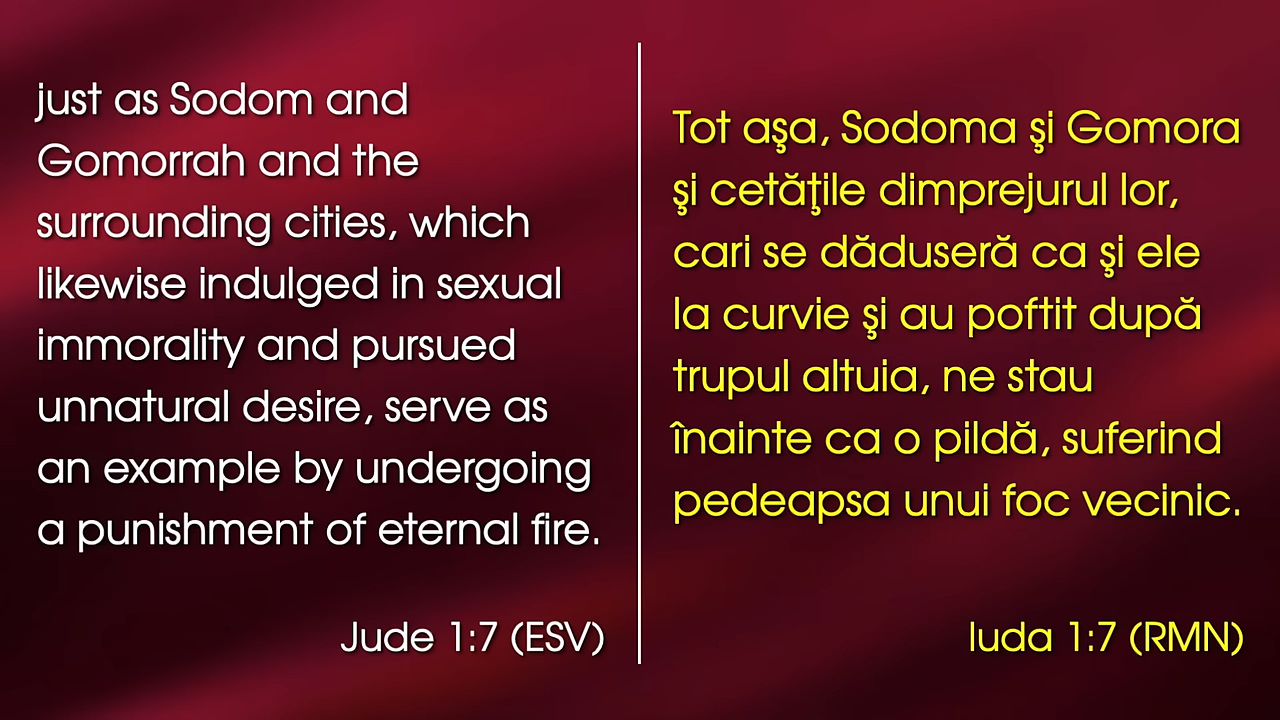 just as Sodom and
Gomorrah and the
surrounding cities, which
likewise indulged in sexual
immorality and pursued
unnatural desire, serve as
an example by undergoing
a punishment of eternal fire.
Jude 1:7 (ESV)
Tot aşa, Sodoma şi Gomora
şi cetăţile dimprejurul lor,
cari se dăduseră ca şi ele
la curvie şi au poftit după
trupul altuia, ne stau
înainte ca o pildă, suferind
pedeapsa unui foc vecinic.
Iuda 1:7 (RMN)